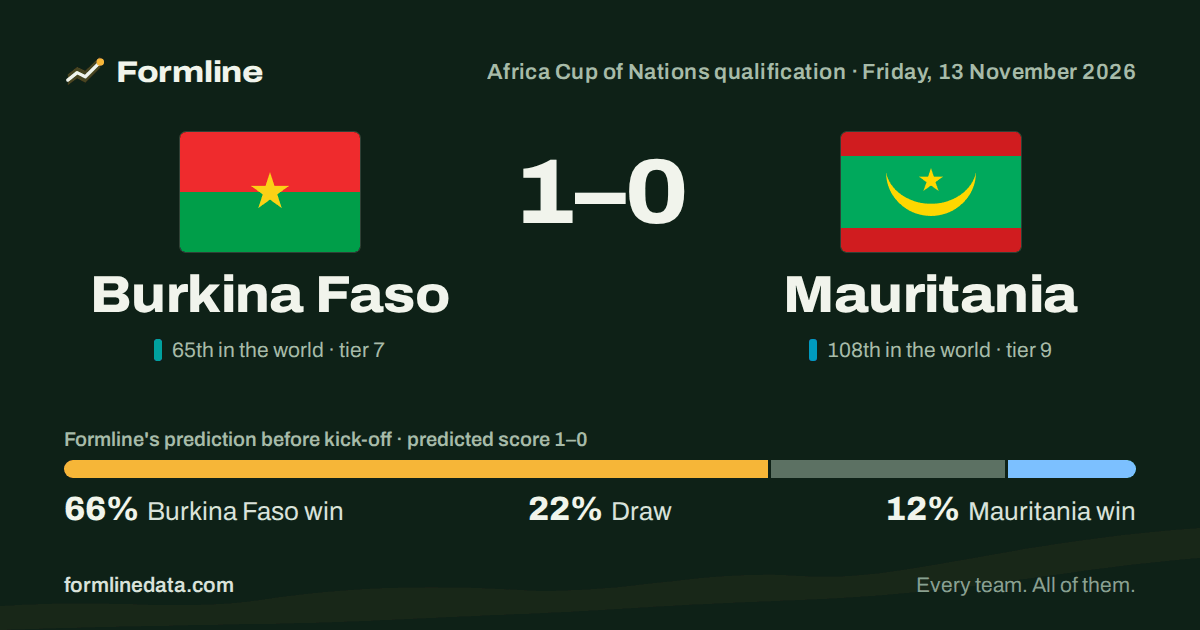 Formline
Africa Cup of Nations qualification · Friday, 13 November 2026
1–0
Burkina Faso
Mauritania
65th in the world · tier 7
108th in the world · tier 9
Formline's prediction before kick-off · predicted score 1–0
66% Burkina Faso win
22% Draw
12% Mauritania win
formlinedata.com
Every team. All of them.